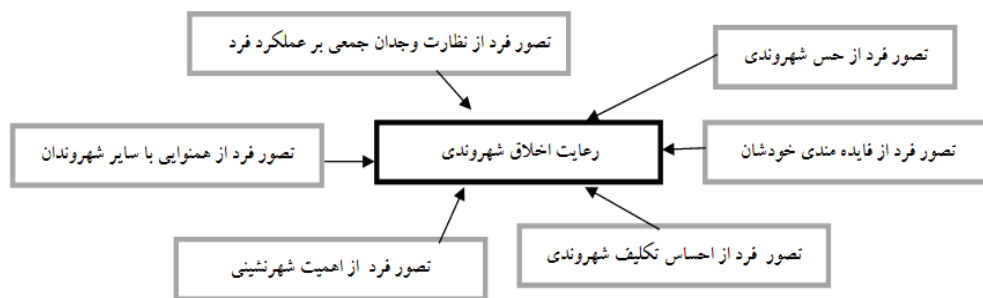 تصور فرد از نظارت وجدان جمعی بر عملکرد فرد
تصور فرد از حس شهروندی
تصور فرد از همنوایی با سایر شهروندان
رعایت اخلاق شهروندی
تصور فرد از فایده مندی خودشان
تصور فرد از اهمیت شهرنشینی
تصور فرد از احساس تکلیف شهروندی